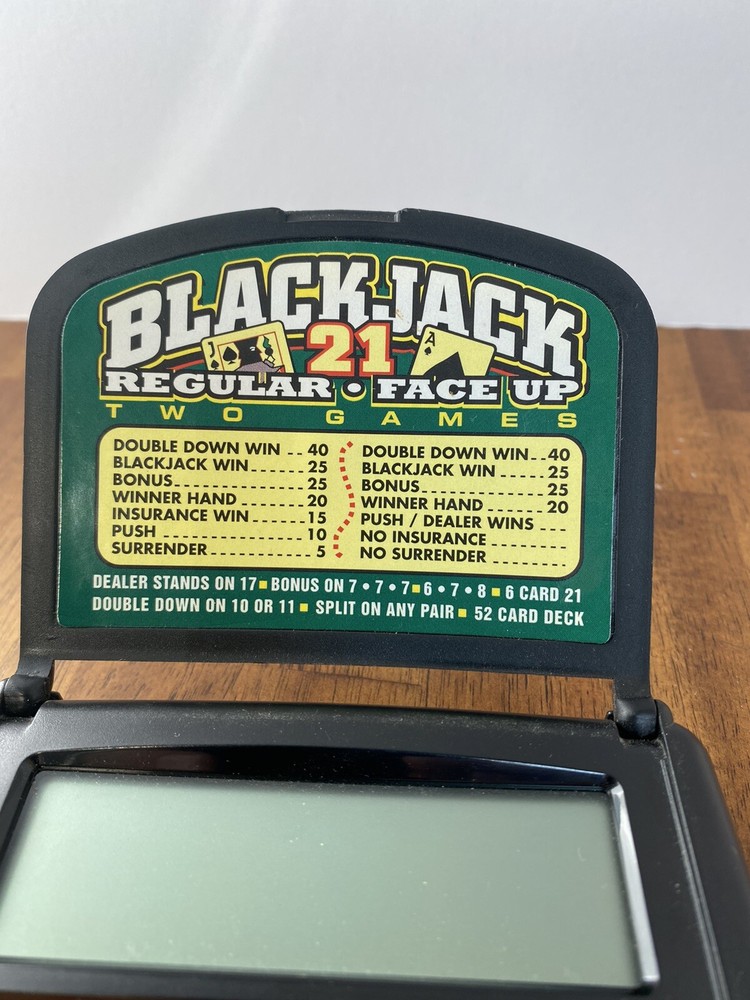 BLACKJACK
21
J
A
REGULAR • FACE UP
TWO GAMES
DOUBLE DOWN WIN .. 40
BLACKJACK WIN ...... 25
BONUS ................ 25
WINNER HAND ........ 20
INSURANCE WIN ...... 15
PUSH ................. 10
SURRENDER ............ 5
DOUBLE DOWN WIN .. 40
BLACKJACK WIN ...... 25
BONUS ................ 25
WINNER HAND ........ 20
PUSH / DEALER WINS ...
NO INSURANCE .........
NO SURRENDER .........
DEALER STANDS ON 17 ▪ BONUS ON 7 • 7 • 7 ▪ 6 • 7 • 8 ▪ 6 CARD 21
DOUBLE DOWN ON 10 OR 11 ▪ SPLIT ON ANY PAIR ▪ 52 CARD DECK